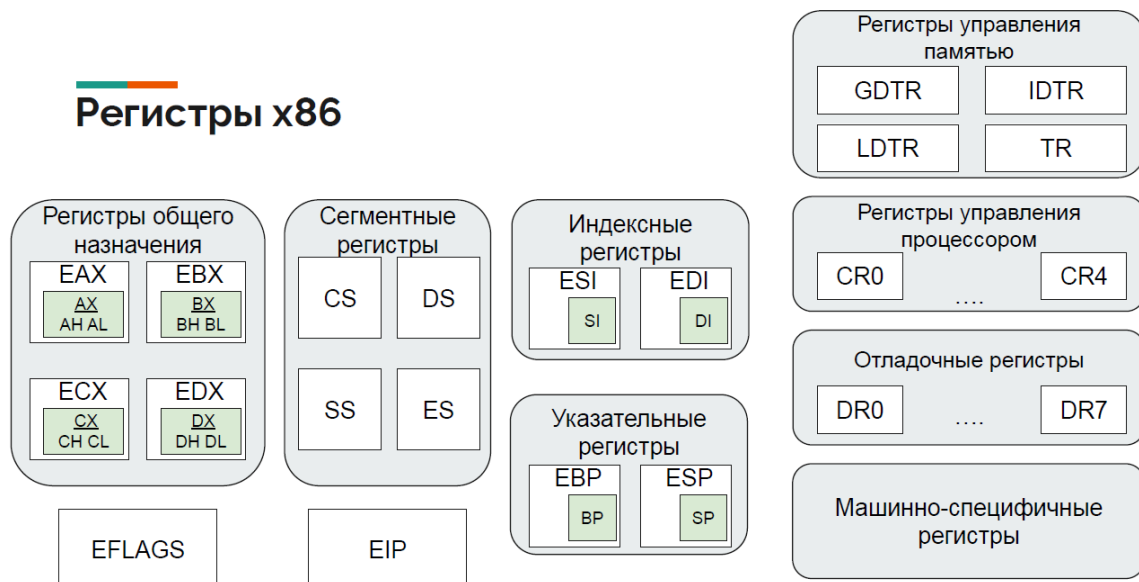 Регистры x86
Регистры общего
назначения
EAX
AX
AH AL
EBX
BX
BH BL
ECX
CX
CH CL
EDX
DX
DH DL
Сегментные
регистры
CS
DS
SS
ES
Индексные
регистры
ESI
SI
EDI
DI
Указательные
регистры
EBP
BP
ESP
SP
EFLAGS
EIP
Регистры управления
памятью
GDTR
IDTR
LDTR
TR
Регистры управления
процессором
CR0
....
CR4
Отладочные регистры
DR0
....
DR7
Машинно-специфичные
регистры